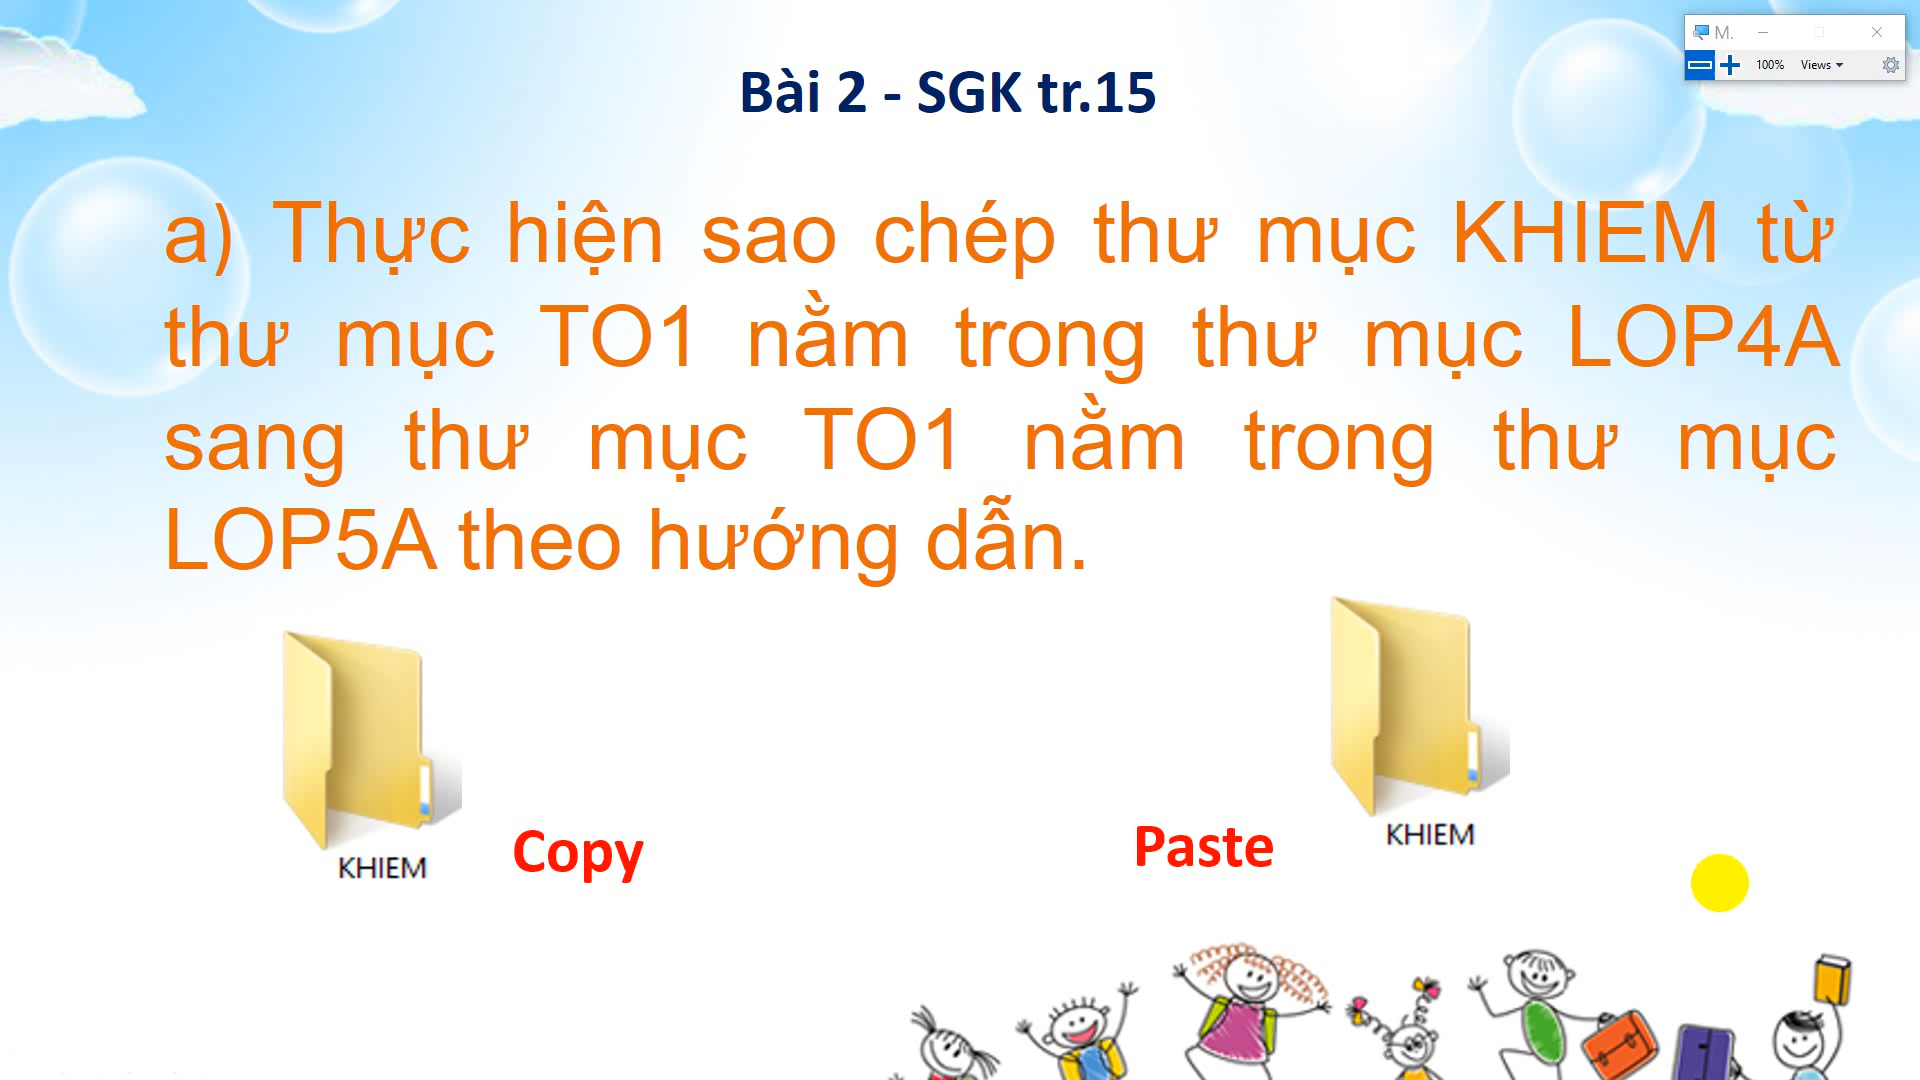 M.
100% Views
Bài 2 - SGK tr.15
a) Thực hiện sao chép thư mục KHIEM từ
thư mục TO1 nằm trong thư mục LOP4A
sang thư mục TO1 nằm trong thư mục
LOP5A theo hướng dẫn.
KHIEM
Copy
Paste
KHIEM